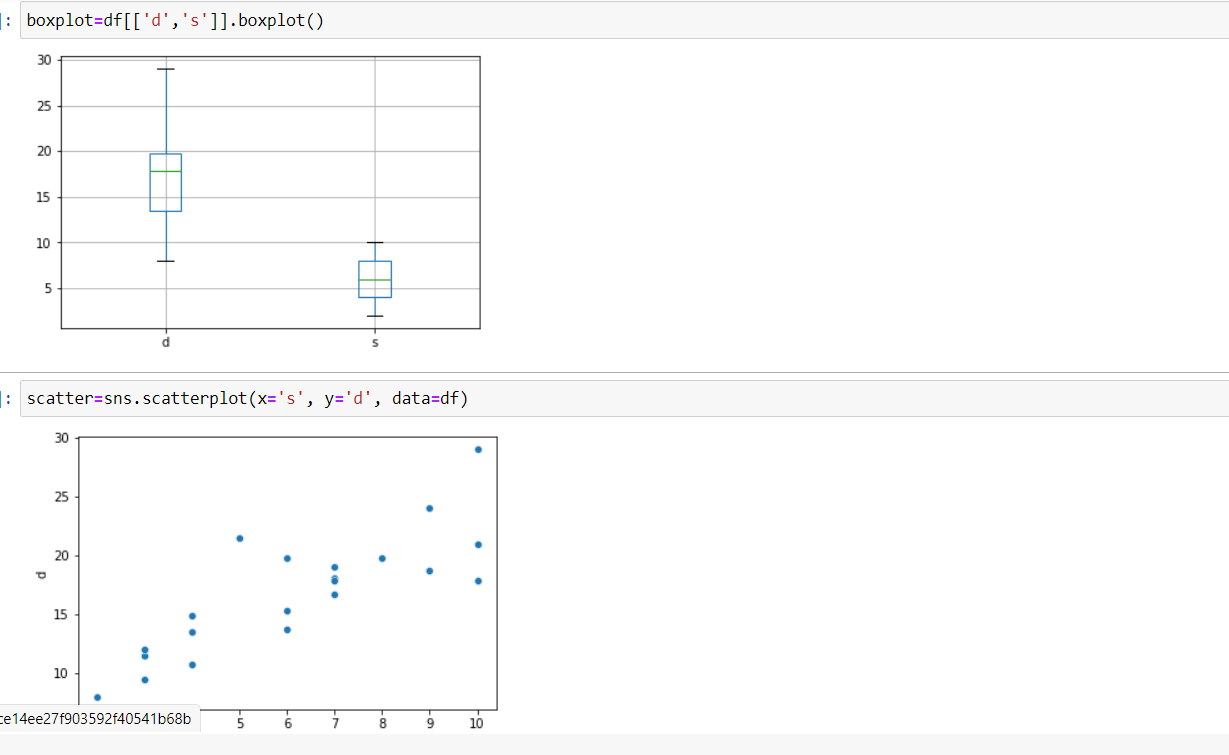 ]: boxplot=df[['d','s']].boxplot()
30
25
20
15
10
5
d s
]: scatter=sns.scatterplot(x='s', y='d', data=df)
30
25
20
d
15
10
ce14ee27f903592f40541b68b
5 6 7 8 9 10